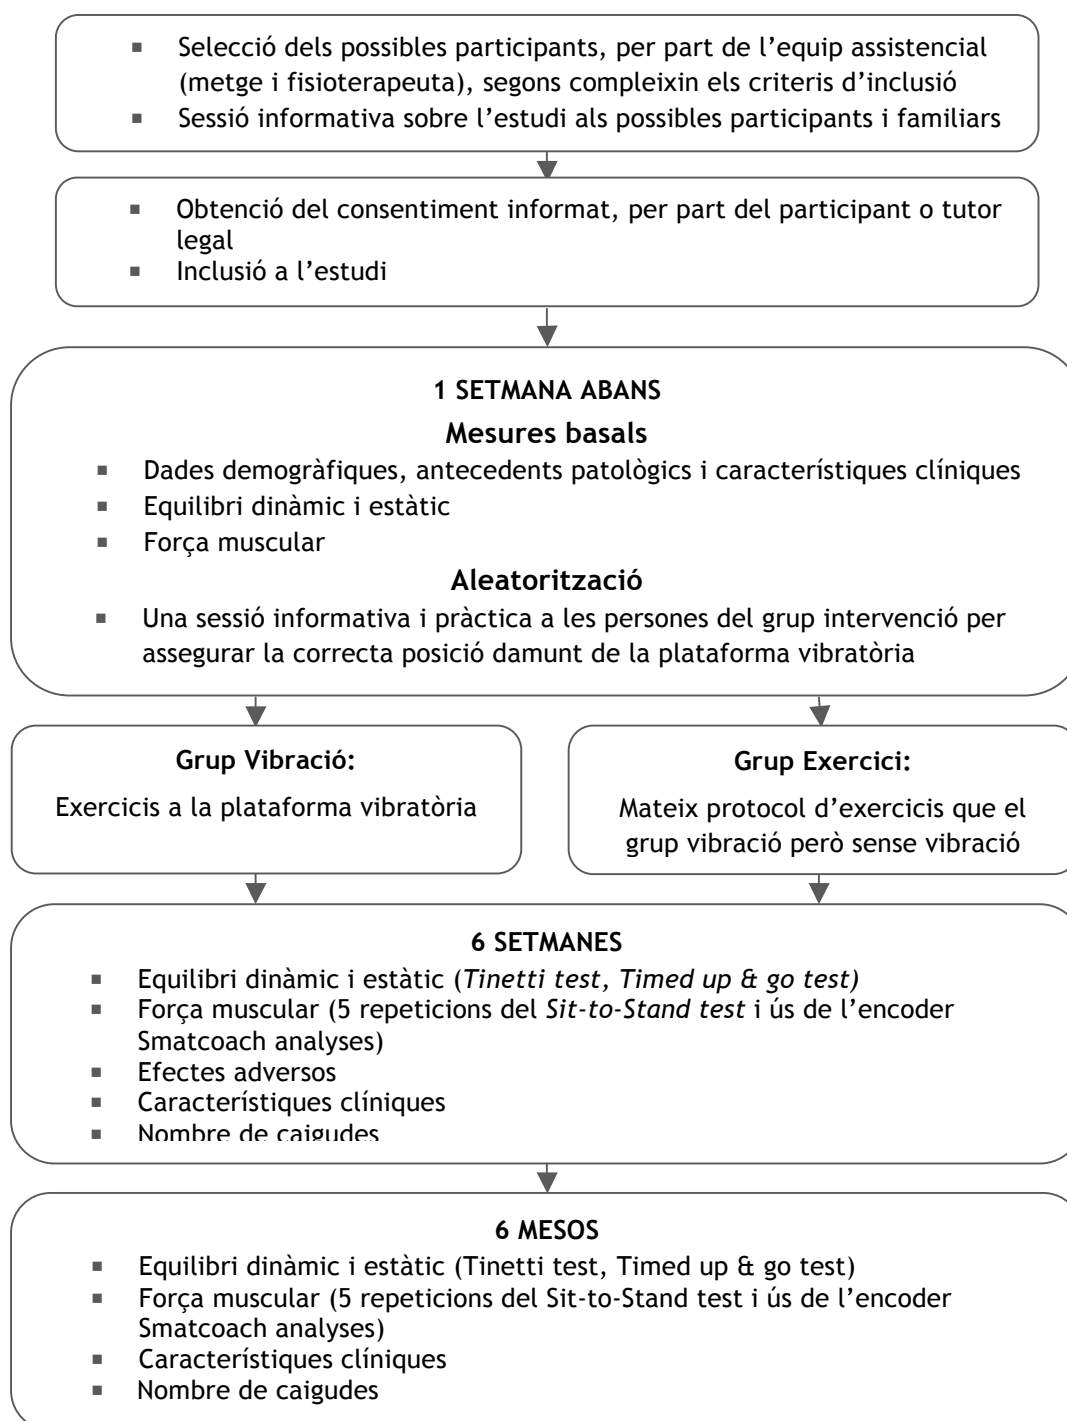 ▪ Selecció dels possibles participants, per part de l’equip assistencial
(metge i fisioterapeuta), segons compleixin els criteris d’inclusió
▪ Sessió informativa sobre l’estudi als possibles participants i familiars
▪ Obtenció del consentiment informat, per part del participant o tutor
legal
▪ Inclusió a l’estudi
1 SETMANA ABANS
Mesures basals
▪ Dades demogràfiques, antecedents patològics i característiques clíniques
▪ Equilibri dinàmic i estàtic
▪ Força muscular
Aleatorització
▪ Una sessió informativa i pràctica a les persones del grup intervenció per
assegurar la correcta posició damunt de la plataforma vibratòria
Grup Vibració:
Exercicis a la plataforma vibratòria
Grup Exercici:
Mateix protocol d’exercicis que el
grup vibració però sense vibració
6 SETMANES
▪ Equilibri dinàmic i estàtic (Tinetti test, Timed up & go test)
▪ Força muscular (5 repeticions del Sit-to-Stand test i ús de l’encoder
Smatcoach analyses)
▪ Efectes adversos
▪ Característiques clíniques
▪ Nombre de caigudes
6 MESOS
▪ Equilibri dinàmic i estàtic (Tinetti test, Timed up & go test)
▪ Força muscular (5 repeticions del Sit-to-Stand test i ús de l’encoder
Smatcoach analyses)
▪ Característiques clíniques
▪ Nombre de caigudes